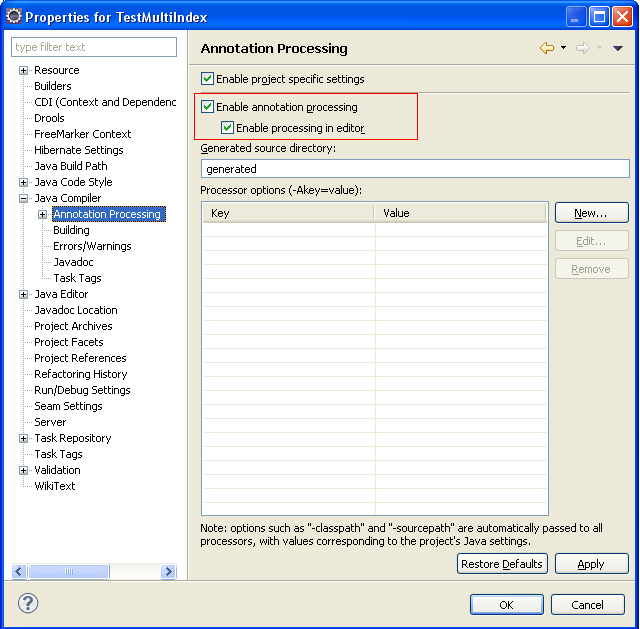 Properties for TestMultiIndex
type filter text
Resource
Builders
CDI (Context and Dependenc
Drools
FreeMarker Context
Hibernate Settings
Java Build Path
Java Code Style
Java Compiler
Annotation Processing
Building
Errors/Warnings
Javadoc
Task Tags
Java Editor
Javadoc Location
Project Archives
Project Facets
Project References
Refactoring History
Run/Debug Settings
Seam Settings
Server
Task Repository
Task Tags
Validation
WikiText
Annotation Processing
Enable project specific settings
Enable annotation processing
Enable processing in editor
Generated source directory:
generated
Processor options (-Akey=value):
Key Value
New...
Edit...
Remove
Note: options such as "-classpath" and "-sourcepath" are automatically passed to all
processors, with values corresponding to the project's Java settings.
Restore Defaults Apply
OK Cancel